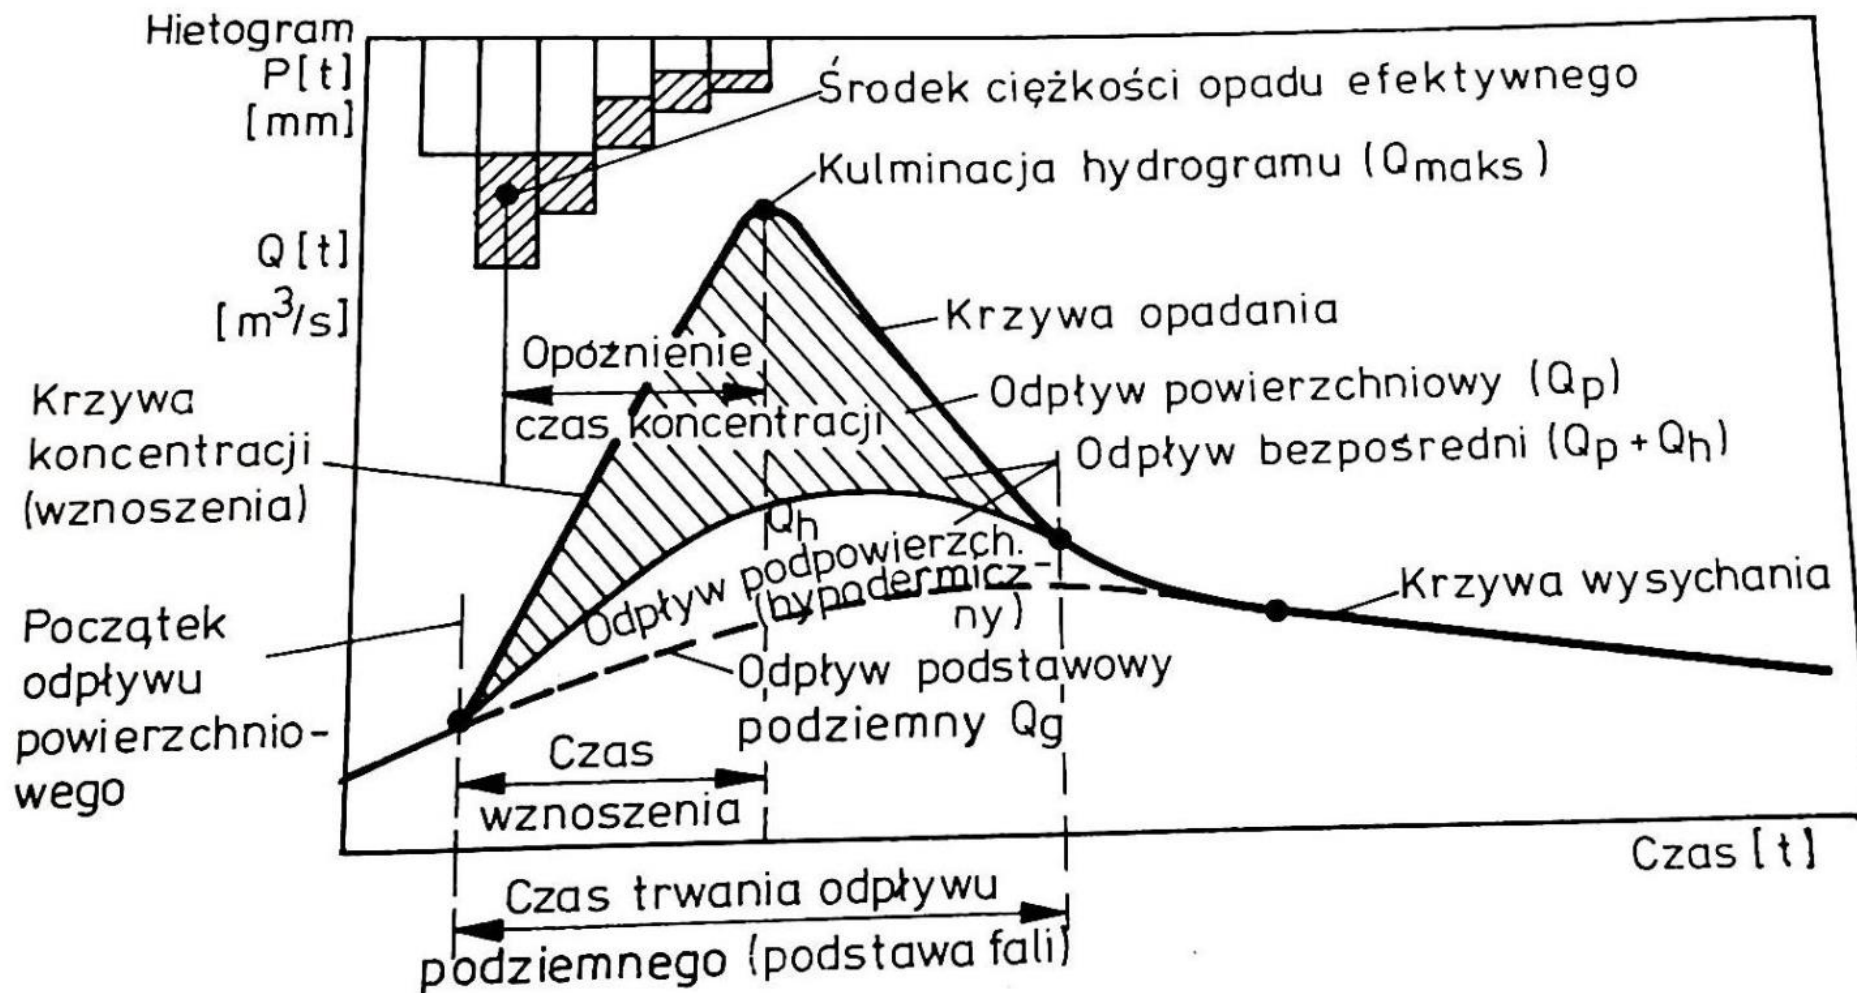 Hietogram
P[t]
[mm]
Środek ciężkości opadu efektywnego
Kulminacja hydrogramu (Qmaks)
Q[t]
[m³/s]
Krzywa opadania
Opóźnienie
czas koncentracji
Odpływ powierzchniowy (Qp)
Odpływ bezpośredni (Qp + Qh)
Krzywa
koncentracji
(wznoszenia)
Qh
Odpływ podpowierzch.
(hypodermicz-
ny)
Krzywa wysychania
Początek
odpływu
powierzchnio-
wego
Odpływ podstawowy
podziemny Qg
Czas
wznoszenia
Czas [t]
Czas trwania odpływu
podziemnego (podstawa fali)